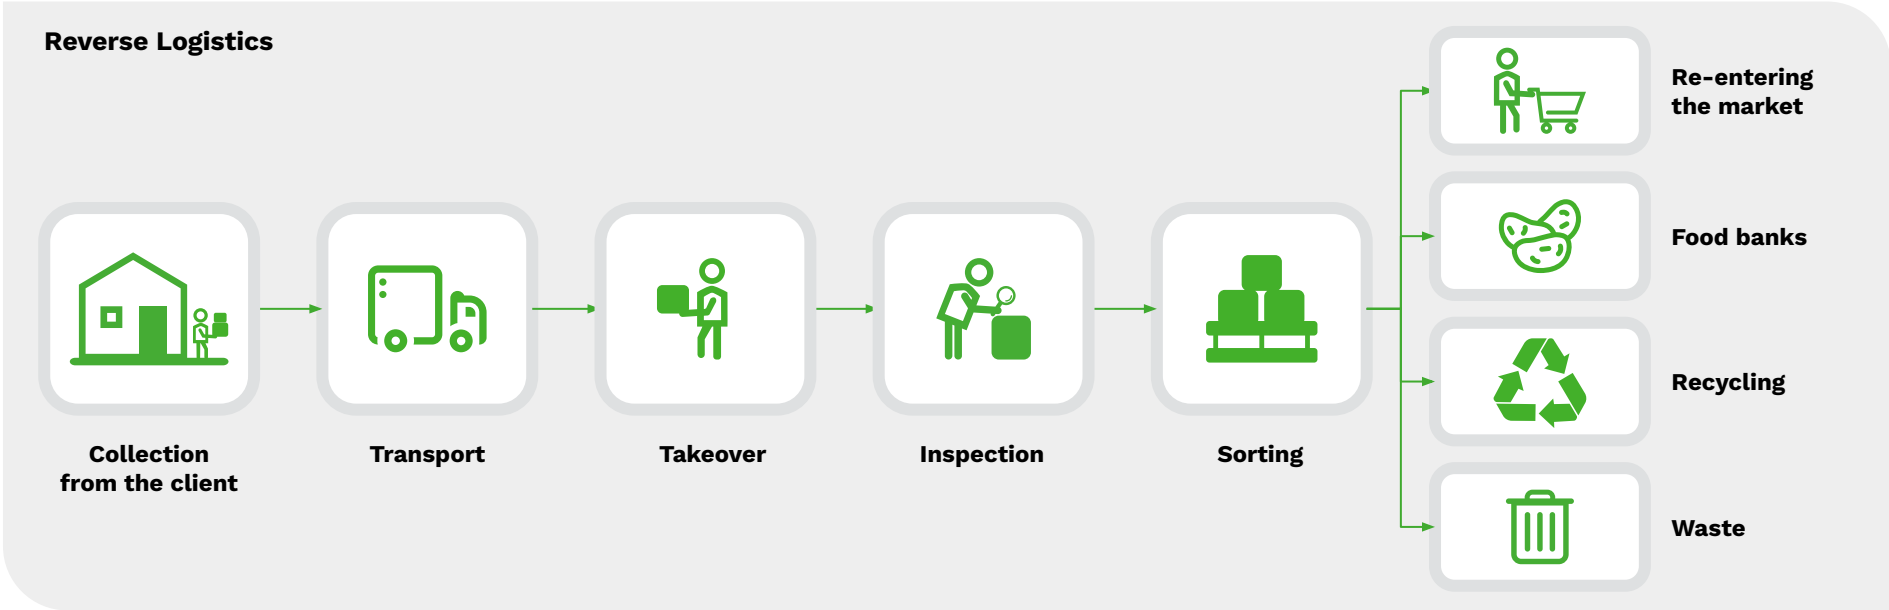 Reverse Logistics
Collection
from the client
Transport
Takeover
Inspection
Sorting
Re-entering
the market
Food banks
Recycling
Waste